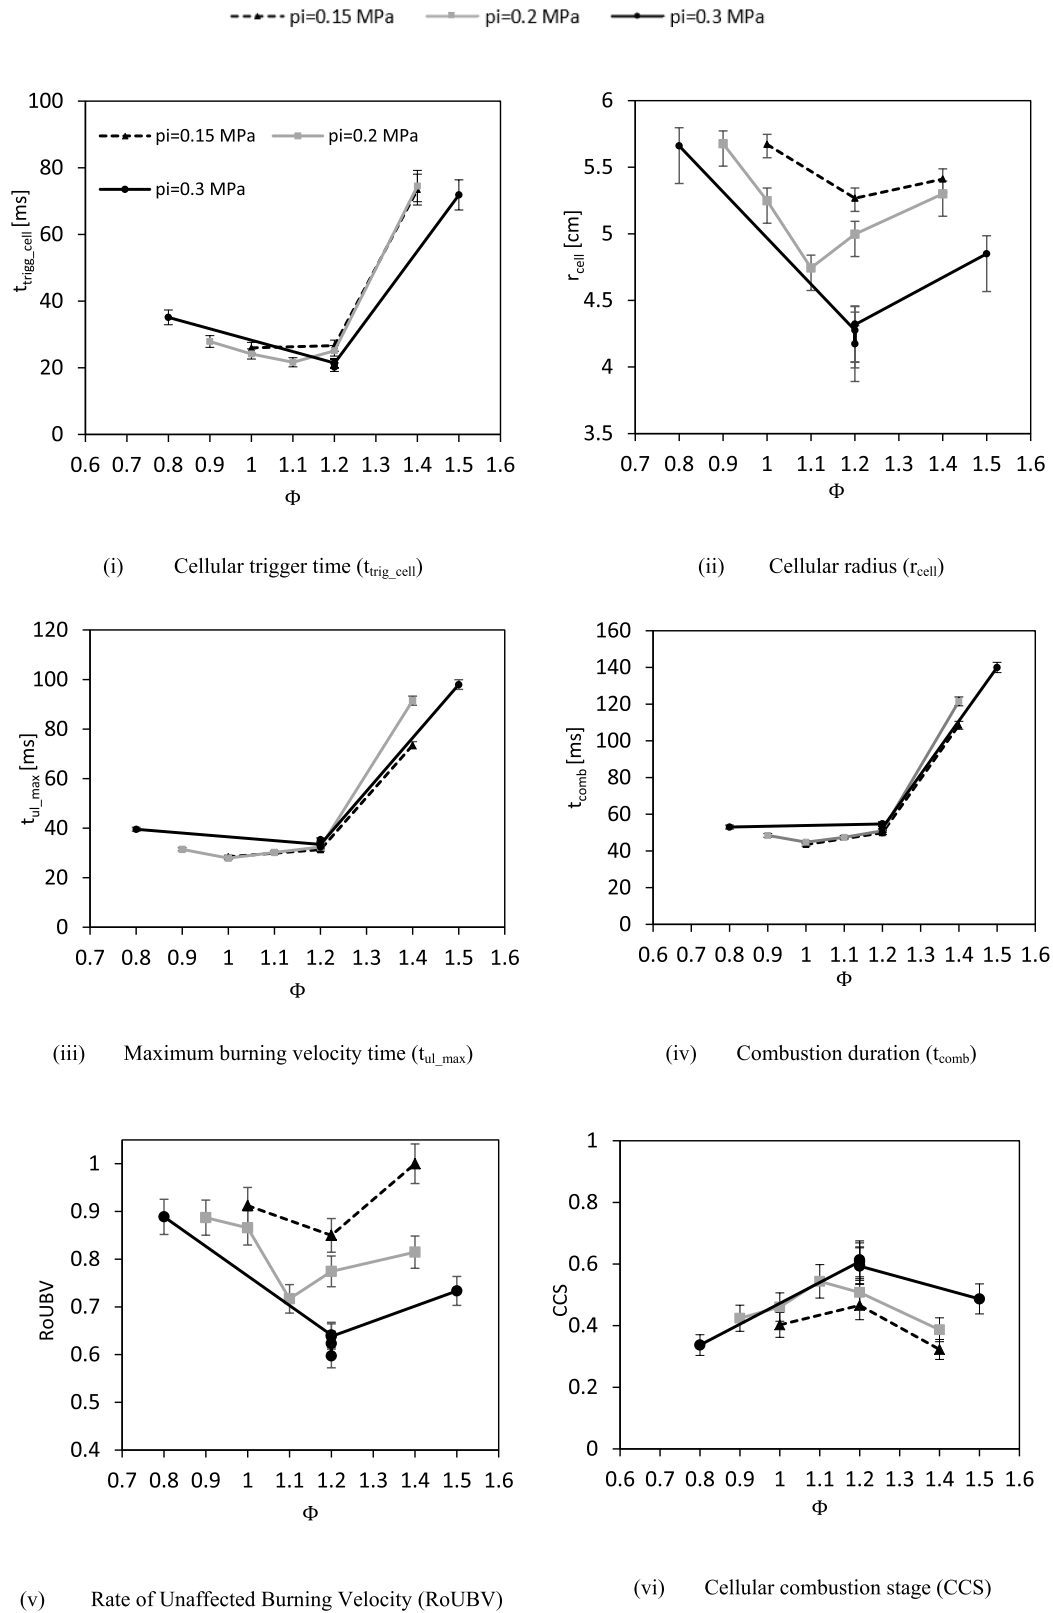 pi=0.15 MPa pi=0.2 MPa pi=0.3 MPa
100
80
60
40
20
0
t_trigg_cell [ms]
pi=0.15 MPa pi=0.2 MPa
pi=0.3 MPa
0.6 0.7 0.8 0.9 1 1.1 1.2 1.3 1.4 1.5 1.6
Φ
(i) Cellular trigger time (t_trig_cell)
6
5.5
5
4.5
4
3.5
r_cell [cm]
0.7 0.8 0.9 1 1.1 1.2 1.3 1.4 1.5 1.6
Φ
(ii) Cellular radius (r_cell)
120
100
80
60
40
20
0
t_ul_max [ms]
0.7 0.8 0.9 1 1.1 1.2 1.3 1.4 1.5 1.6
Φ
(iii) Maximum burning velocity time (t_ul_max)
160
140
120
100
80
60
40
20
0
t_comb [ms]
0.6 0.7 0.8 0.9 1 1.1 1.2 1.3 1.4 1.5 1.6
Φ
(iv) Combustion duration (t_comb)
1
0.9
0.8
0.7
0.6
0.5
0.4
RoUBV
0.7 0.8 0.9 1 1.1 1.2 1.3 1.4 1.5 1.6
Φ
(v) Rate of Unaffected Burning Velocity (RoUBV)
1
0.8
0.6
0.4
0.2
0
CCS
0.6 0.7 0.8 0.9 1 1.1 1.2 1.3 1.4 1.5 1.6
Φ
(vi) Cellular combustion stage (CCS)